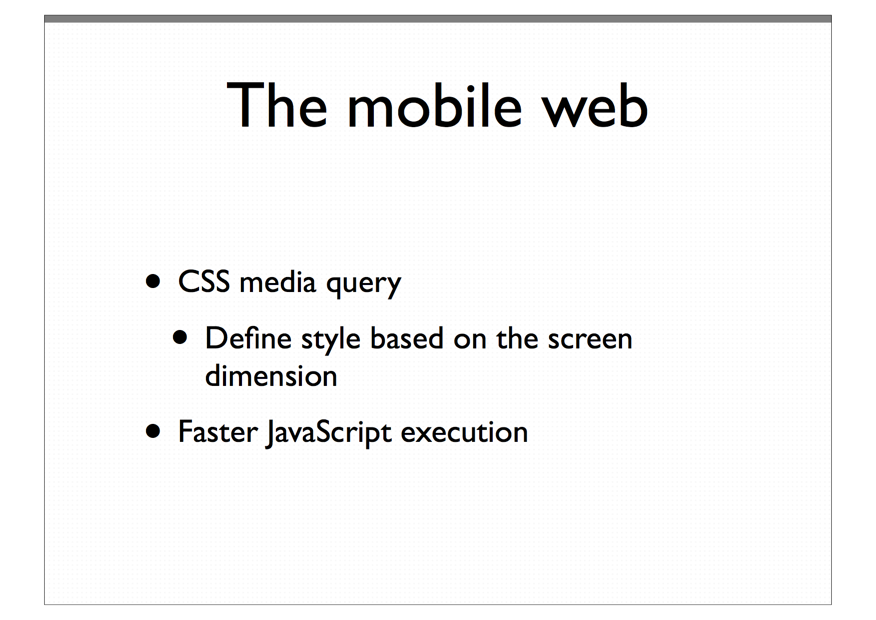 The mobile web
• CSS media query
• Define style based on the screen
dimension
• Faster JavaScript execution